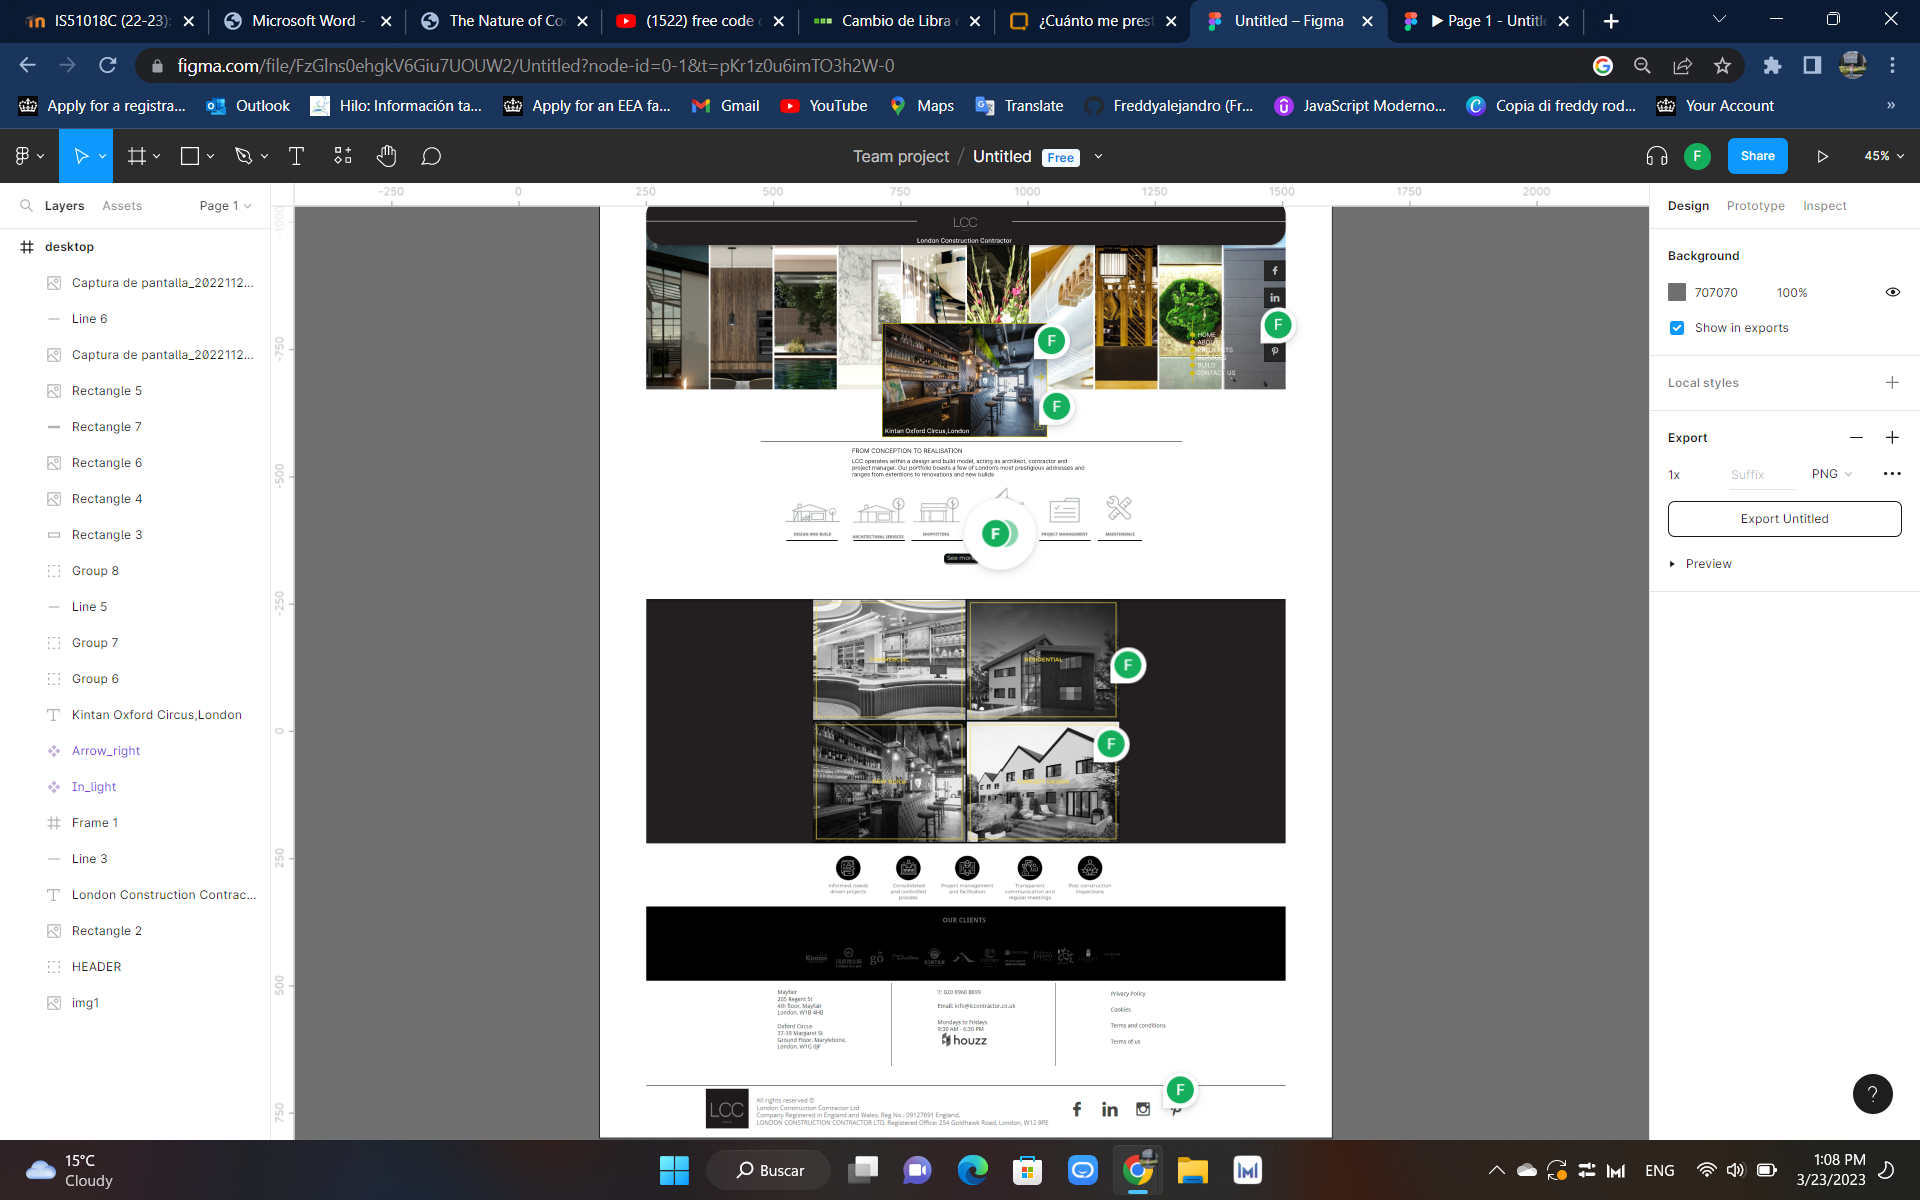 IS51018C (22-23):
Microsoft Word -
The Nature of Co
(1522) free code
Cambio de Libra
¿Cuánto me prest
Untitled – Figma
Page 1 - Untitl
figma.com/file/FzGlns0ehgkV6Giu7UOUW2/Untitled?node-id=0-1&t=pKr1z0u6imTO3h2W-0
Apply for a registra...
Outlook
Hilo: Información ta...
Apply for an EEA fa...
Gmail
YouTube
Maps
Translate
Freddyalejandro (Fr...
JavaScript Moderno...
Copia di freddy rod...
Your Account
»
Team project / Untitled Free
F
Share
45%
Layers
Assets
Page 1
-250 0 250 500 750 1000 1250 1500 1750 2000
Design
Prototype
Inspect
desktop
Captura de pantalla_2022112...
Line 6
Captura de pantalla_2022112...
Rectangle 5
Rectangle 7
Rectangle 6
Rectangle 4
Rectangle 3
Group 8
Line 5
Group 7
Group 6
Kintan Oxford Circus,London
Arrow_right
In_light
Frame 1
Line 3
London Construction Contrac...
Rectangle 2
HEADER
img1
-1000
-750
-500
-250
0
250
500
750
LCC
London Construction Contractor
HOME
ABOUT
BUILD
CONTACT US
F
F
F
Kintan Oxford Circus,London
FROM CONCEPTION TO REALISATION
LCC operates within a design and build model, acting as architect, contractor and
project manager. Our portfolio boasts a few of London's most prestigious addresses and
ranges from extentions to renovations and new builds
DESIGN AND BUILD
ARCHITECTURAL SERVICES
SHOPFITTING
PROJECT MANAGEMENT
MAINTENANCE
F
See more
RESIDENTIAL
F
F
Informed, needs
driven projects
Consolidated
and controlled
process
Project management
and facilitation
Transparent
communication and
regular meetings
Post construction
inspections
OUR CLIENTS
Kintan
gō
KINTAN
Mayfair
205 Regent St
4th floor, Mayfair
London, W1B 4HB
Oxford Circus
37-38 Margaret St
Ground Floor, Marylebone,
London, W1G 0JF
T: 020 8960 8899
Email: info@lccontractor.co.uk
Mondays to Fridays
9:30 AM - 6:30 PM
houzz
Privacy Policy
Cookies
Terms and conditions
Terms of us
F
LCC
All rights reserved ©
London Construction Contractor Ltd
Company Registered in England and Wales. Reg No.: 09127691 England.
LONDON CONSTRUCTION CONTRACTOR LTD. Registered Office: 254 Goldhawk Road, London, W12 9PE
Background
707070
100%
Show in exports
Local styles
Export
1x
Suffix
PNG
Export Untitled
Preview
?
15°C
Cloudy
Buscar
ENG
1:08 PM
3/23/2023